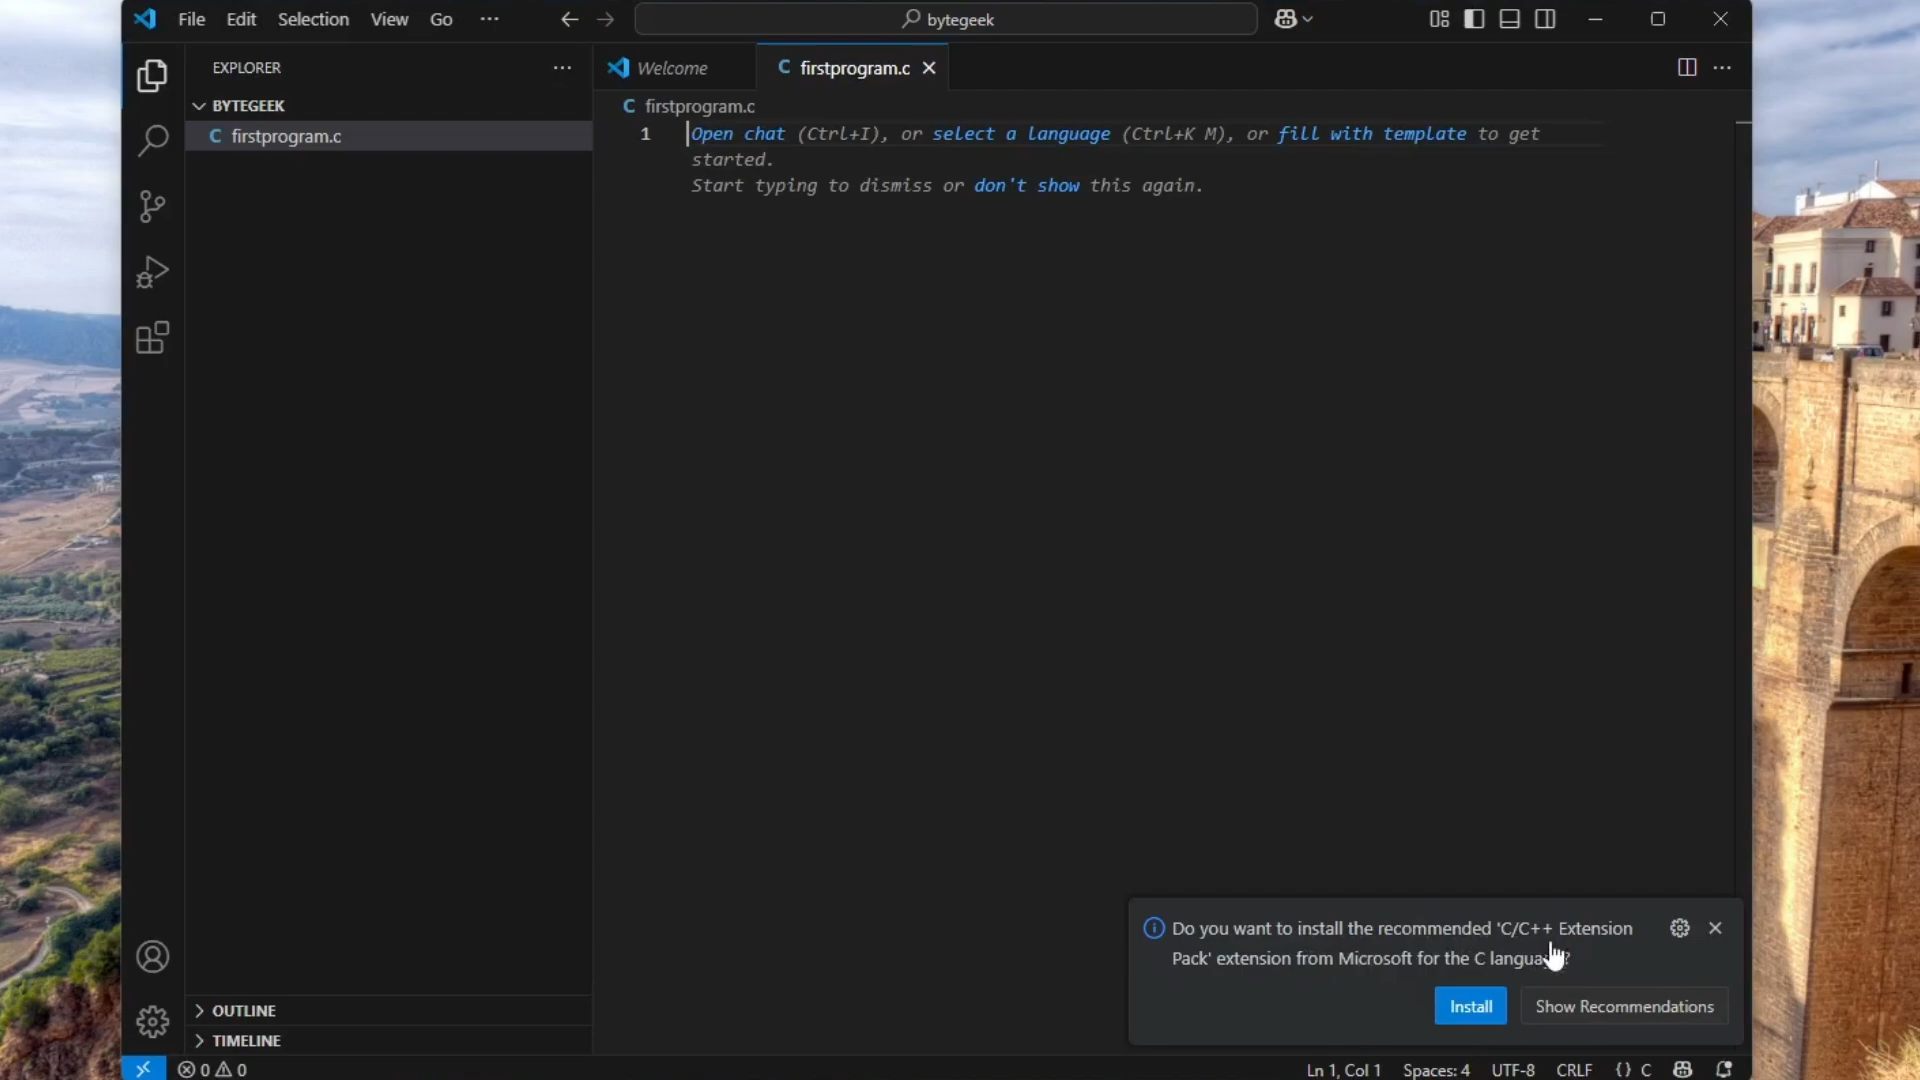 File Edit Selection View Go ··· bytegeek
EXPLORER ···
Welcome
C firstprogram.c
BYTEGEEK
C firstprogram.c
C firstprogram.c
1 Open chat (Ctrl+I), or select a language (Ctrl+K M), or fill with template to get
started.
Start typing to dismiss or don't show this again.
Do you want to install the recommended 'C/C++ Extension
Pack' extension from Microsoft for the C
Install
Show Recommendations
OUTLINE
TIMELINE
0 0
Ln 1, Col 1 Spaces: 4 UTF-8 CRLF {} C